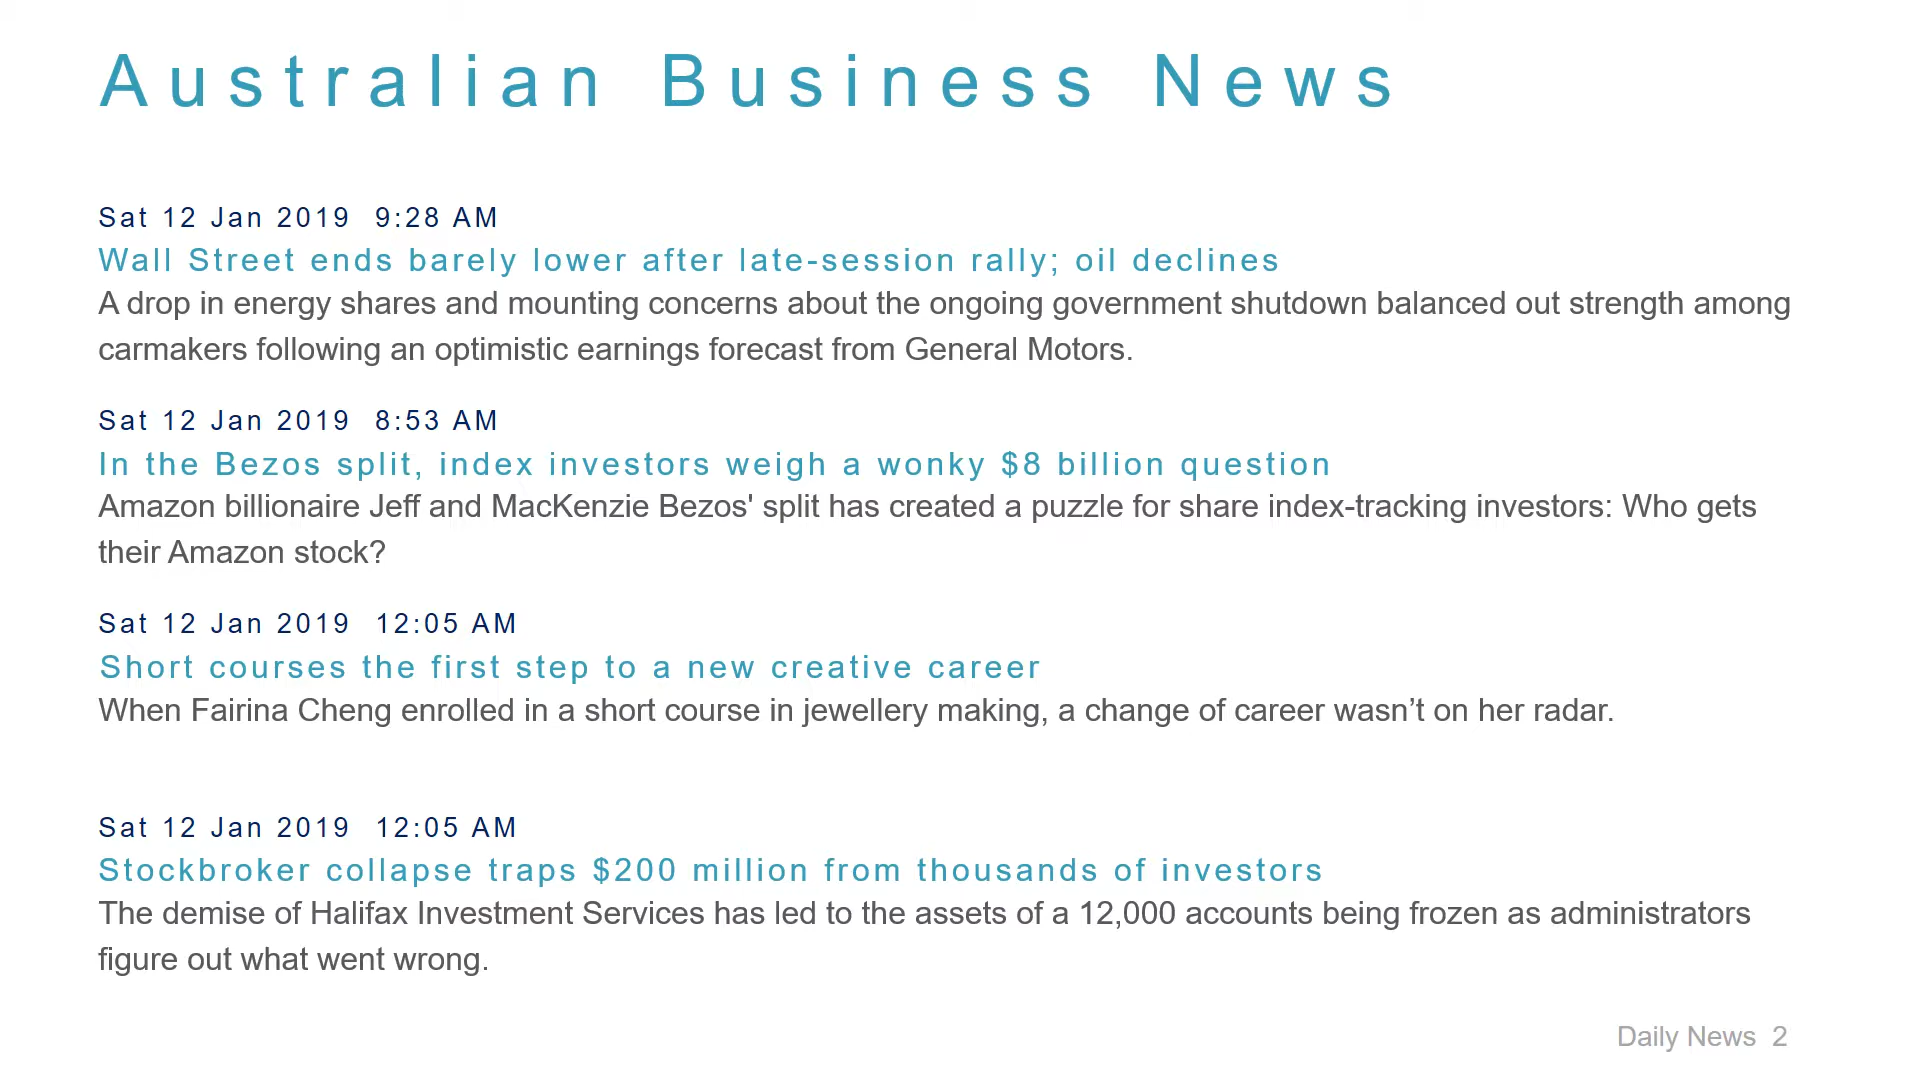 Australian Business News
Sat 12 Jan 2019  9:28 AM
Wall Street ends barely lower after late-session rally; oil declines
A drop in energy shares and mounting concerns about the ongoing government shutdown balanced out strength among
carmakers following an optimistic earnings forecast from General Motors.
Sat 12 Jan 2019  8:53 AM
In the Bezos split, index investors weigh a wonky $8 billion question
Amazon billionaire Jeff and MacKenzie Bezos' split has created a puzzle for share index-tracking investors: Who gets
their Amazon stock?
Sat 12 Jan 2019  12:05 AM
Short courses the first step to a new creative career
When Fairina Cheng enrolled in a short course in jewellery making, a change of career wasn’t on her radar.
Sat 12 Jan 2019  12:05 AM
Stockbroker collapse traps $200 million from thousands of investors
The demise of Halifax Investment Services has led to the assets of a 12,000 accounts being frozen as administrators
figure out what went wrong.
Daily News  2